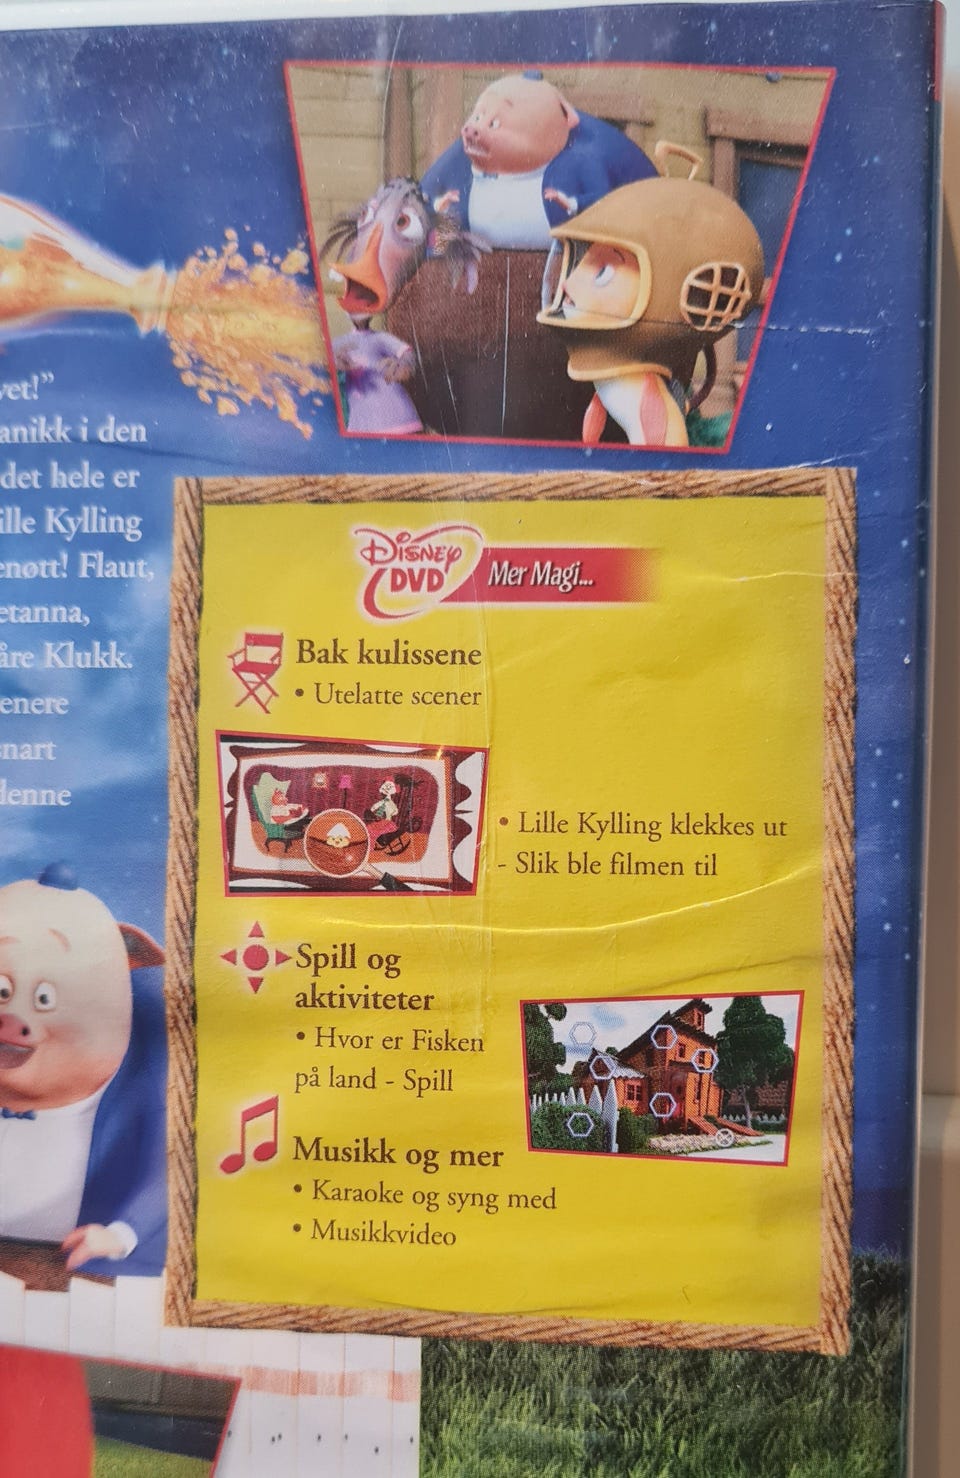 vet!”
anikk i den
det hele er
ille Kylling
enøtt! Flaut,
etanna,
åre Klukk.
enere
snart
denne
Disney
DVD
Mer Magi...
Bak kulissene
• Utelatte scener
• Lille Kylling klekkes ut
- Slik ble filmen til
Spill og
aktiviteter
• Hvor er Fisken
på land - Spill
Musikk og mer
• Karaoke og syng med
• Musikkvideo